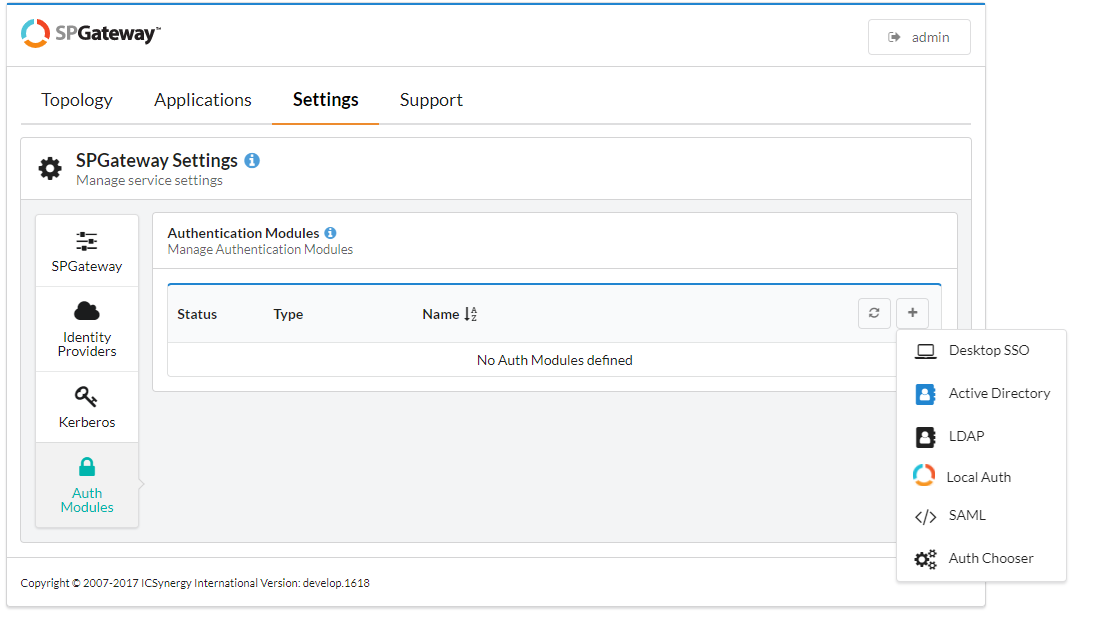 SPGateway™
admin
Topology
Applications
Settings
Support
SPGateway Settings
Manage service settings
SPGateway
Identity
Providers
Kerberos
Auth
Modules
Authentication Modules
Manage Authentication Modules
Status
Type
Name
No Auth Modules defined
Desktop SSO
Active Directory
LDAP
Local Auth
SAML
Auth Chooser
Copyright © 2007-2017 ICSynergy International Version: develop.1618